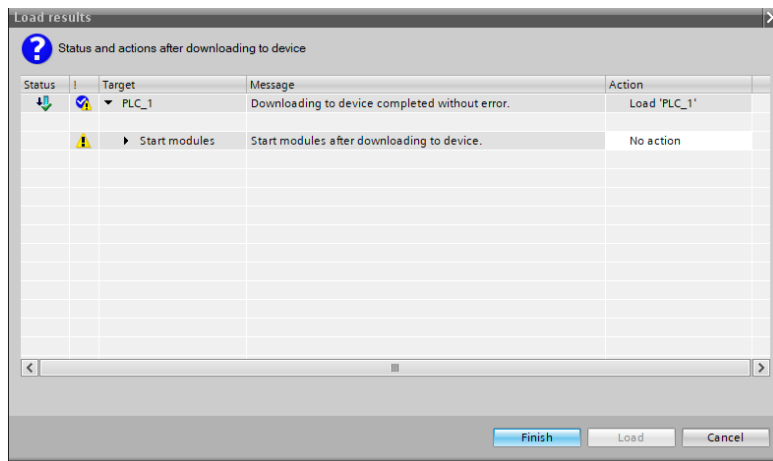 Load results
Status and actions after downloading to device
Status ! Target Message Action
PLC_1 Downloading to device completed without error. Load 'PLC_1'
Start modules Start modules after downloading to device. No action
Finish Load Cancel